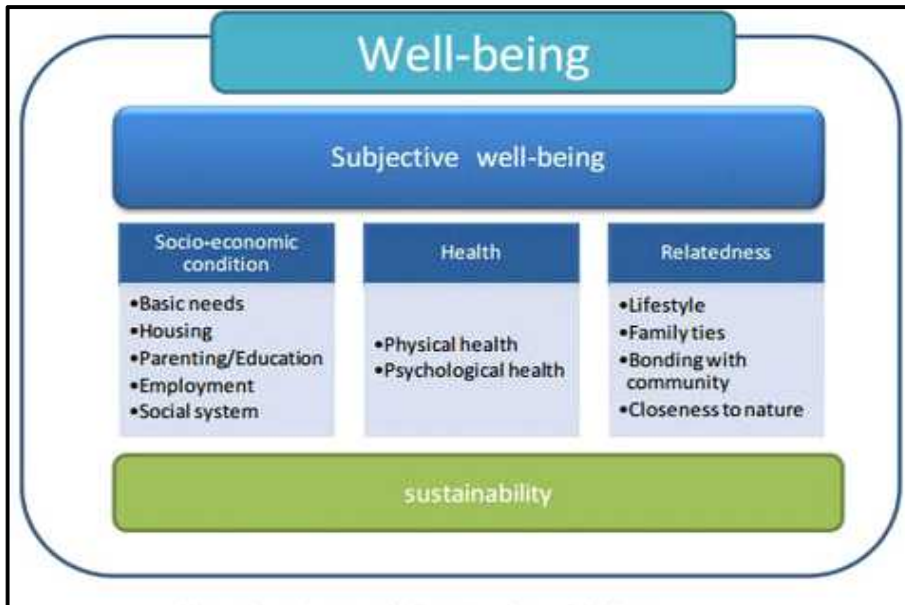 Well-being
Subjective well-being
Socio-economic
condition
•Basic needs
•Housing
•Parenting/Education
•Employment
•Social system
Health
•Physical health
•Psychological health
Relatedness
•Lifestyle
•Family ties
•Bonding with
community
•Closeness to nature
sustainability